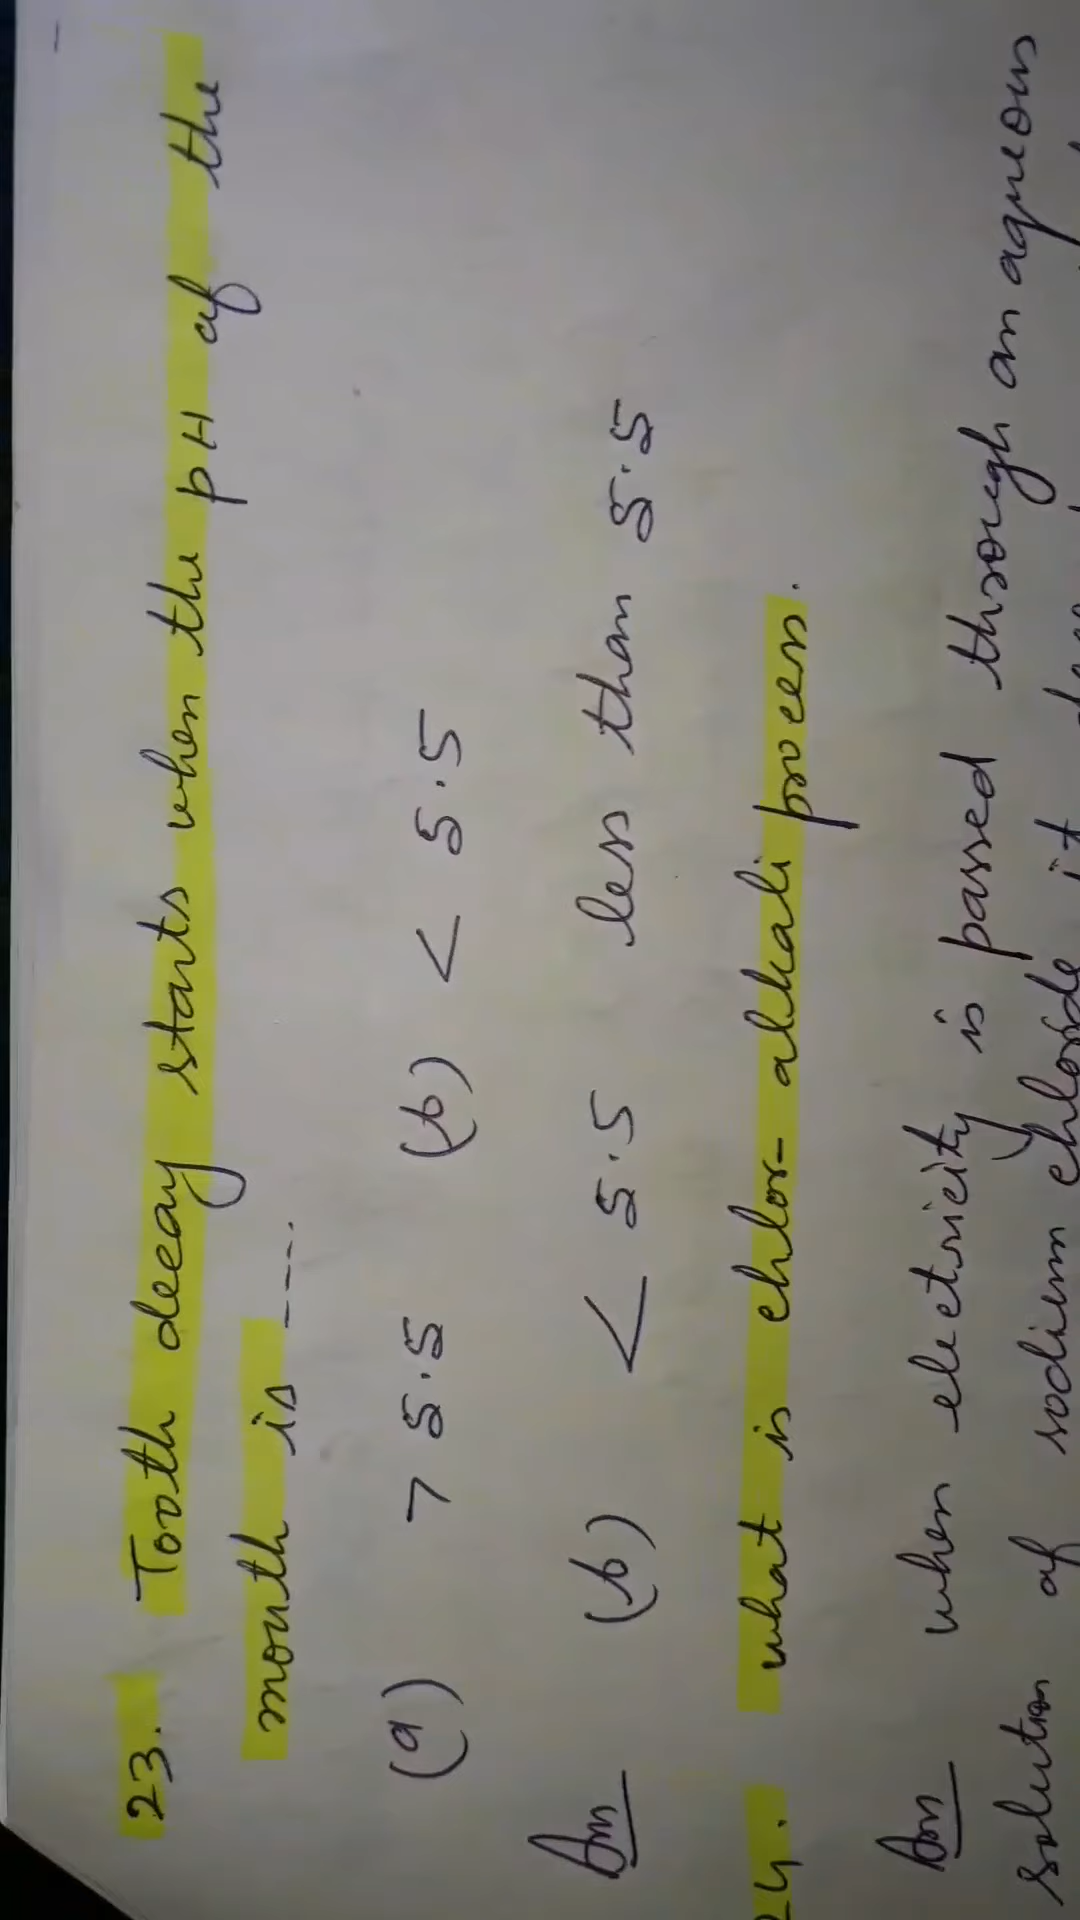 23. Tooth decay starts when the pH of the
mouth is ----.
(a) > 5.5 (b) < 5.5
Ans (b) < 5.5 less than 5.5
24. what is chlor-alkali process.
Ans when electricity is passed through an aqueous
solution of sodium chloride it